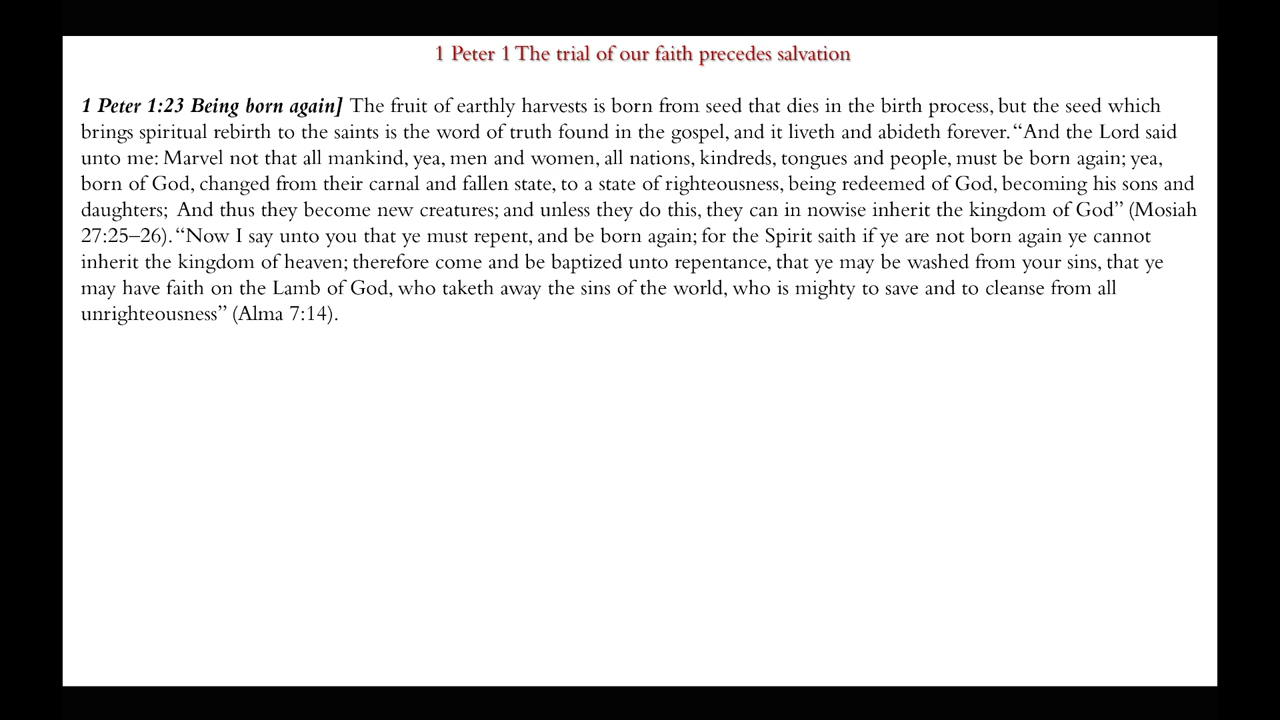 1 Peter 1 The trial of our faith precedes salvation
1 Peter 1:23 Being born again] The fruit of earthly harvests is born from seed that dies in the birth process, but the seed which
brings spiritual rebirth to the saints is the word of truth found in the gospel, and it liveth and abideth forever. “And the Lord said
unto me: Marvel not that all mankind, yea, men and women, all nations, kindreds, tongues and people, must be born again; yea,
born of God, changed from their carnal and fallen state, to a state of righteousness, being redeemed of God, becoming his sons and
daughters;  And thus they become new creatures; and unless they do this, they can in nowise inherit the kingdom of God” (Mosiah
27:25–26). “Now I say unto you that ye must repent, and be born again; for the Spirit saith if ye are not born again ye cannot
inherit the kingdom of heaven; therefore come and be baptized unto repentance, that ye may be washed from your sins, that ye
may have faith on the Lamb of God, who taketh away the sins of the world, who is mighty to save and to cleanse from all
unrighteousness” (Alma 7:14).